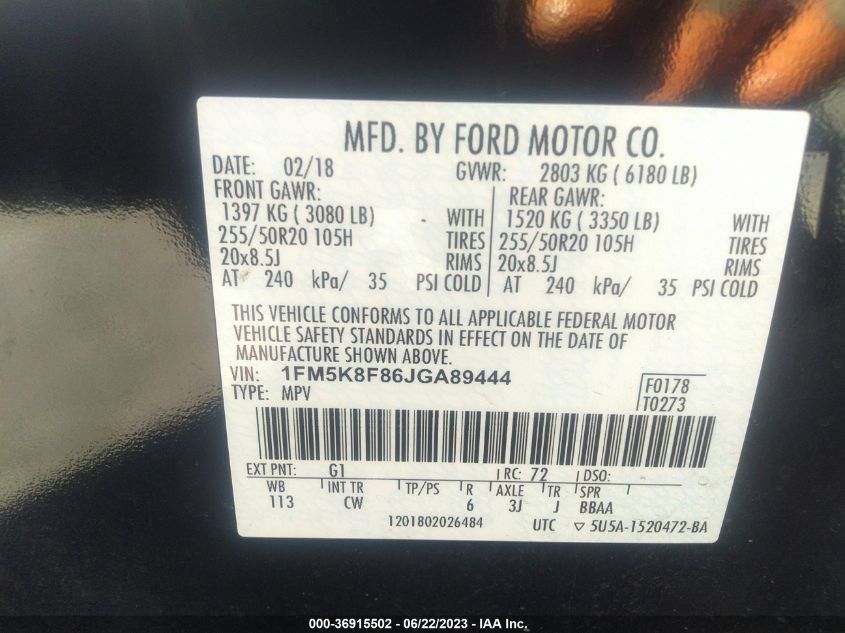 MFD. BY FORD MOTOR CO.
DATE: 02/18 GVWR: 2803 KG ( 6180 LB)
FRONT GAWR: REAR GAWR:
1397 KG ( 3080 LB) - WITH 1520 KG ( 3350 LB) WITH
255/50R20 105H TIRES 255/50R20 105H TIRES
20x8.5J RIMS 20x8.5J RIMS
AT 240 kPa/ 35 PSI COLD AT 240 kPa/ 35 PSI COLD
THIS VEHICLE CONFORMS TO ALL APPLICABLE FEDERAL MOTOR
VEHICLE SAFETY STANDARDS IN EFFECT ON THE DATE OF
MANUFACTURE SHOWN ABOVE.
VIN: 1FM5K8F86JGA89444
TYPE: MPV
F0178
T0273
EXT PNT: G1 RC: 72 DSO:
WB INT TR TP/PS R AXLE TR SPR
113 CW 6 3J J BBAA
1201802026484 UTC ▽ 5U5A-1520472-BA
000-36915502 - 06/22/2023 - IAA Inc.